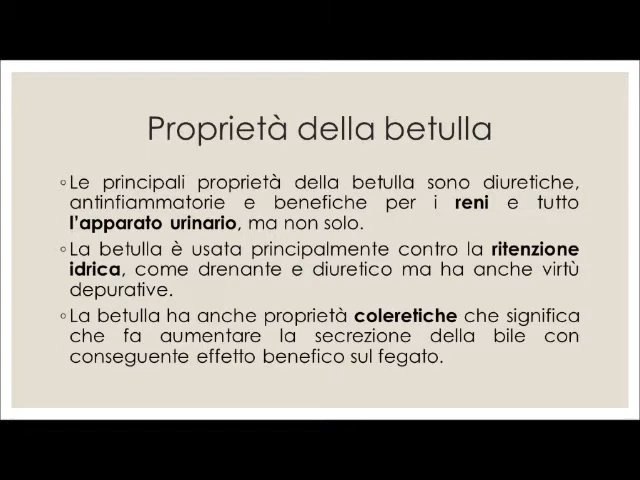 Proprietà della betulla
◦Le principali proprietà della betulla sono diuretiche,
antinfiammatorie e benefiche per i reni e tutto
l'apparato urinario, ma non solo.
◦La betulla è usata principalmente contro la ritenzione
idrica, come drenante e diuretico ma ha anche virtù
depurative.
◦La betulla ha anche proprietà coleretiche che significa
che fa aumentare la secrezione della bile con
conseguente effetto benefico sul fegato.